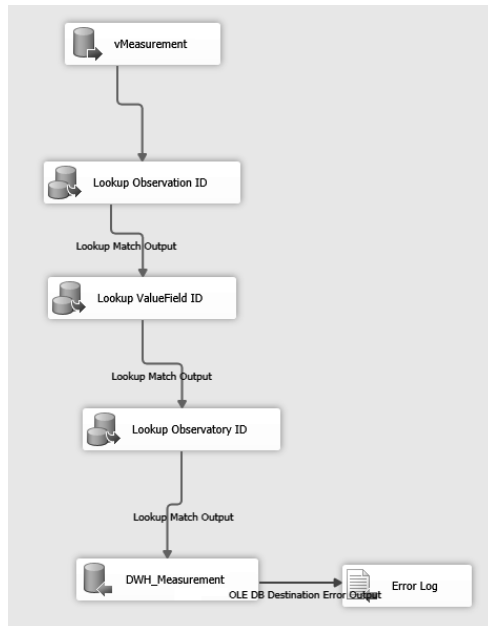 vMeasurement
Lookup Observation ID
Lookup Match Output
Lookup ValueField ID
Lookup Match Output
Lookup Observatory ID
Lookup Match Output
DWH_Measurement
OLE DB Destination Error Output
Error Log